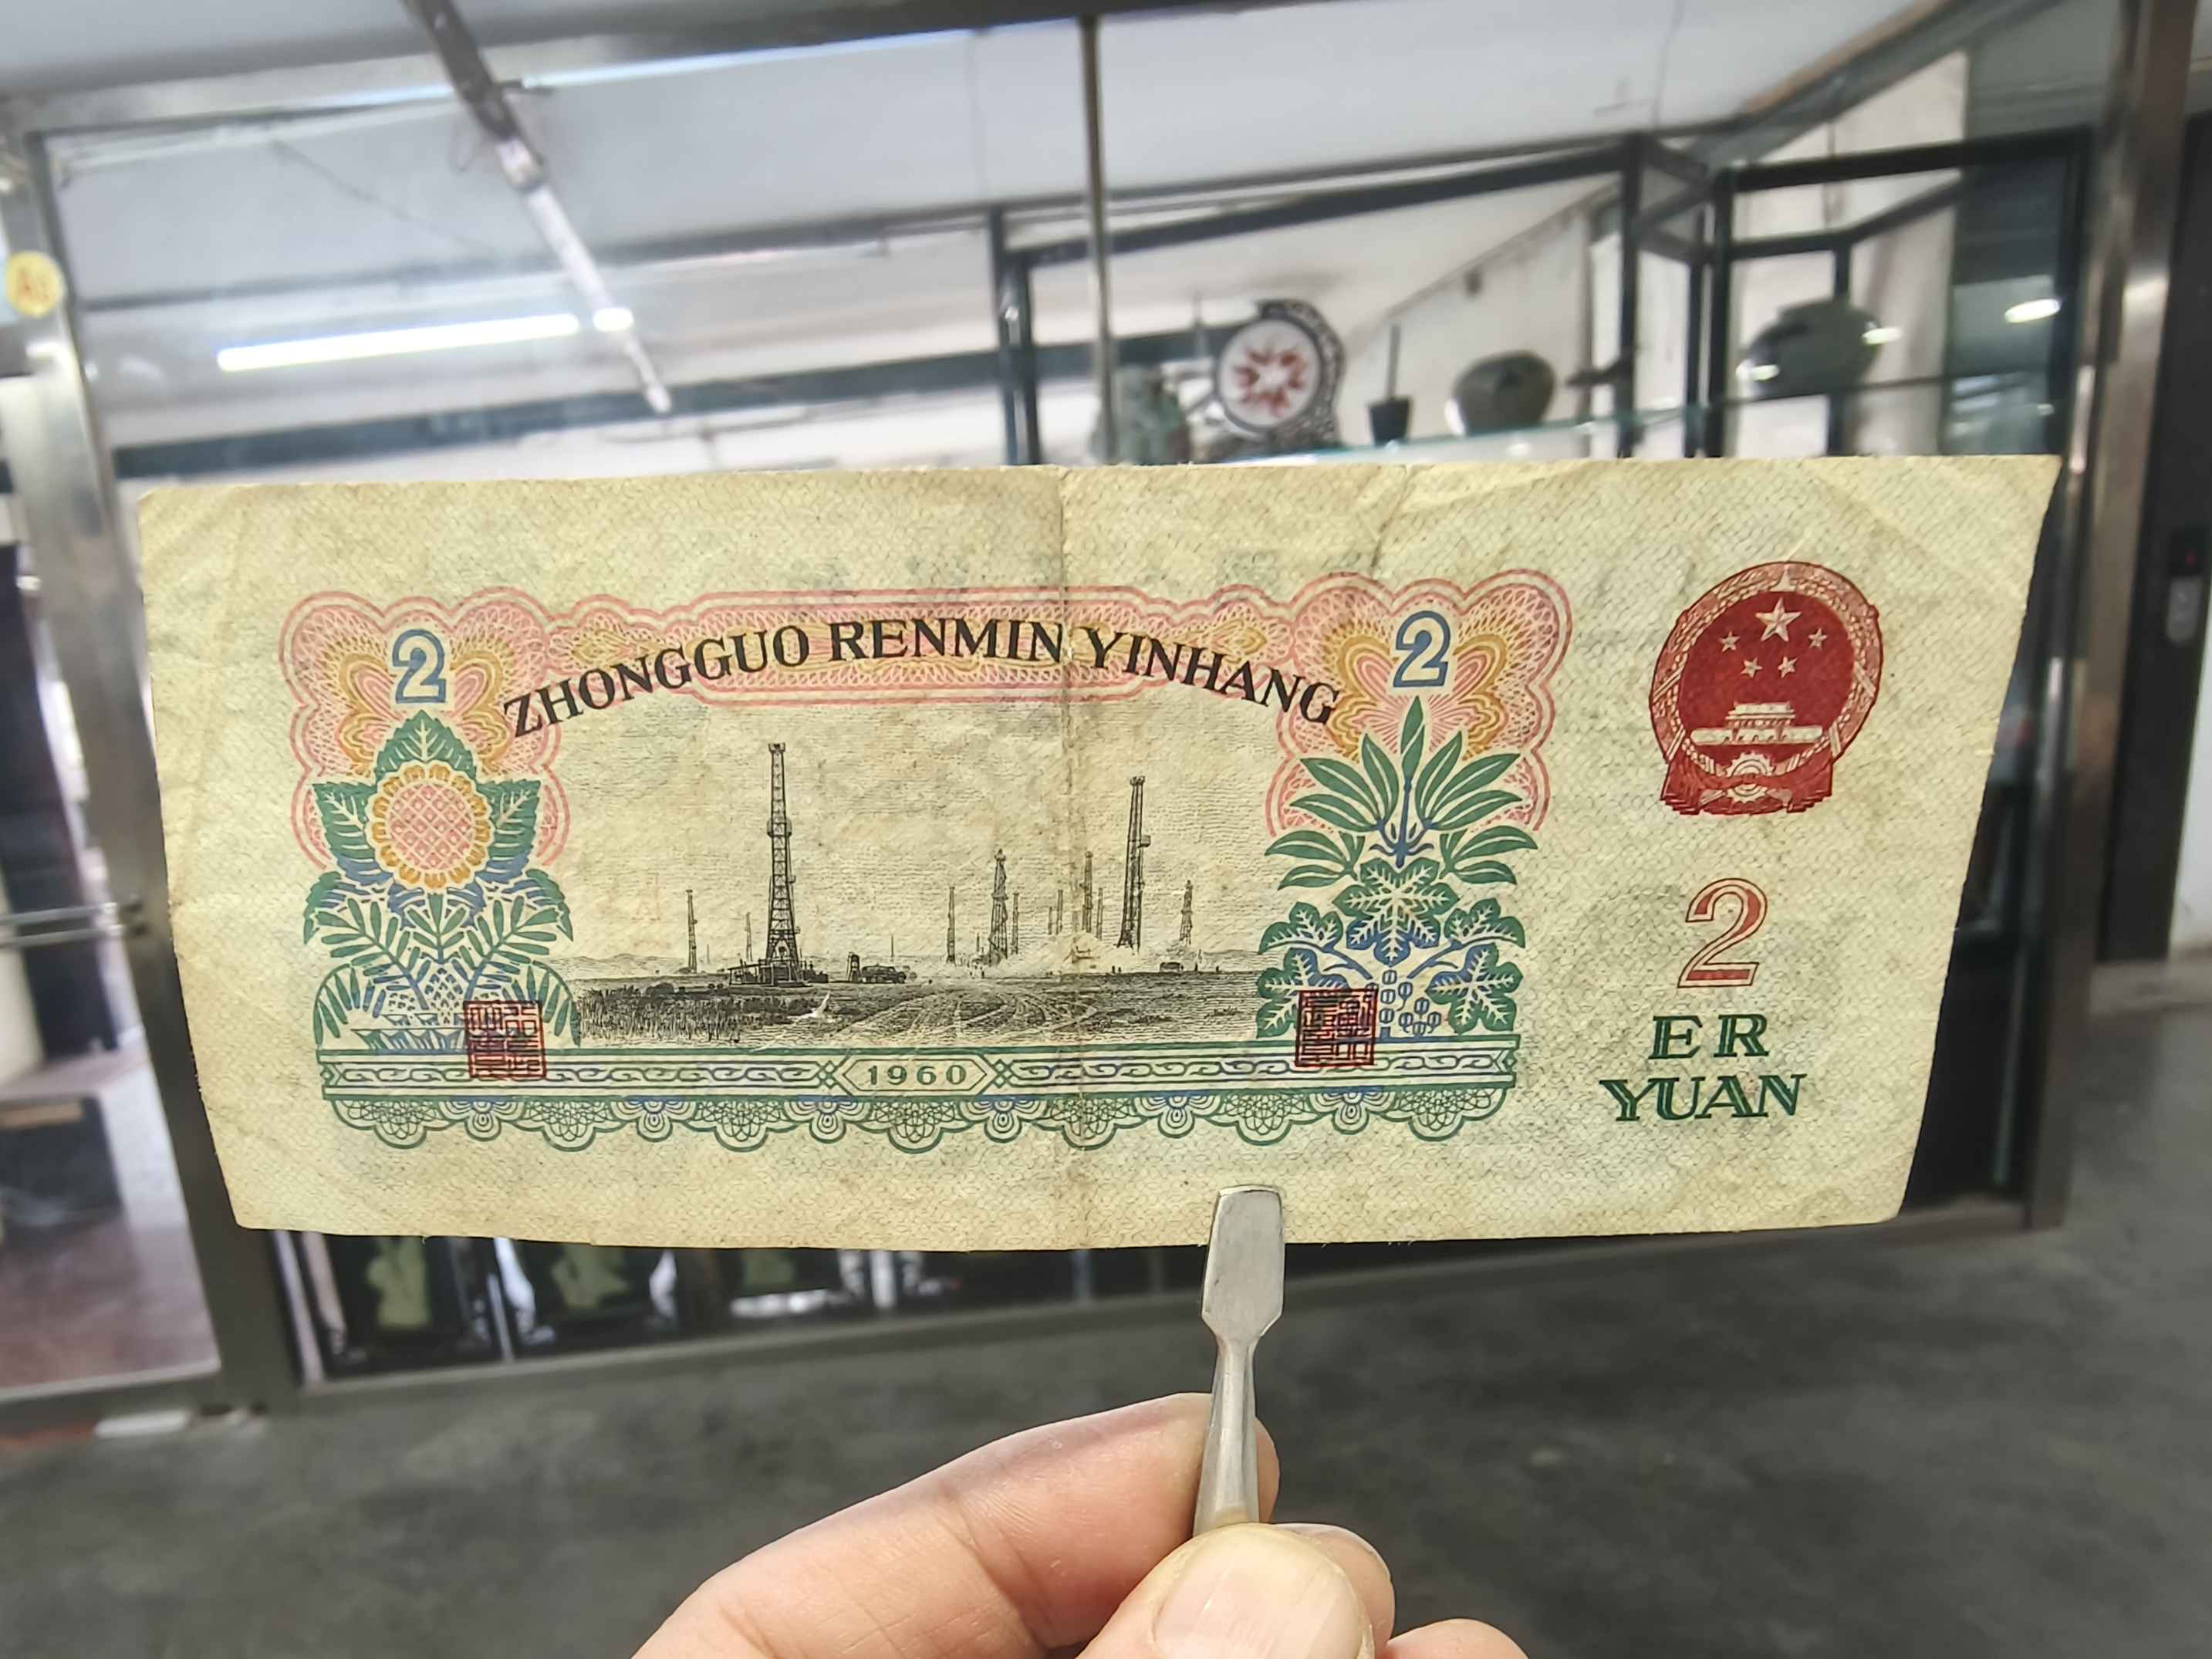 2
ZHONGGUO RENMIN YINHANG
2
2
ER
YUAN
1960